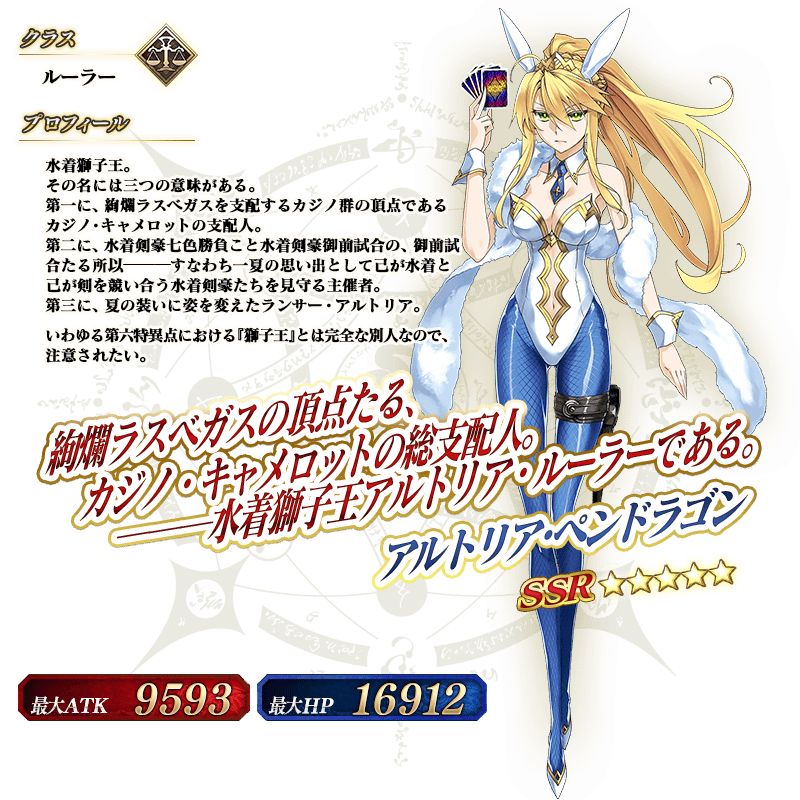 クラス
ルーラー
プロフィール
水着獅子王。
その名には三つの意味がある。
第一に、絢爛ラスベガスを支配するカジノ群の頂点である
カジノ・キャメロットの支配人。
第二に、水着剣豪七色勝負こと水着剣豪御前試合の、御前試
合たる所以───すなわち一夏の思い出として己が水着と
己が剣を競い合う水着剣豪たちを見守る主催者。
第三に、夏の装いに姿を変えたランサー・アルトリア。
いわゆる第六特異点における『獅子王』とは完全な別人なので、
注意されたい。
絢爛ラスベガスの頂点たる、
カジノ・キャメロットの総支配人。
───水着獅子王アルトリア・ルーラーである。
アルトリア・ペンドラゴン
SSR☆☆☆☆☆
最大ATK 9593
最大HP 16912